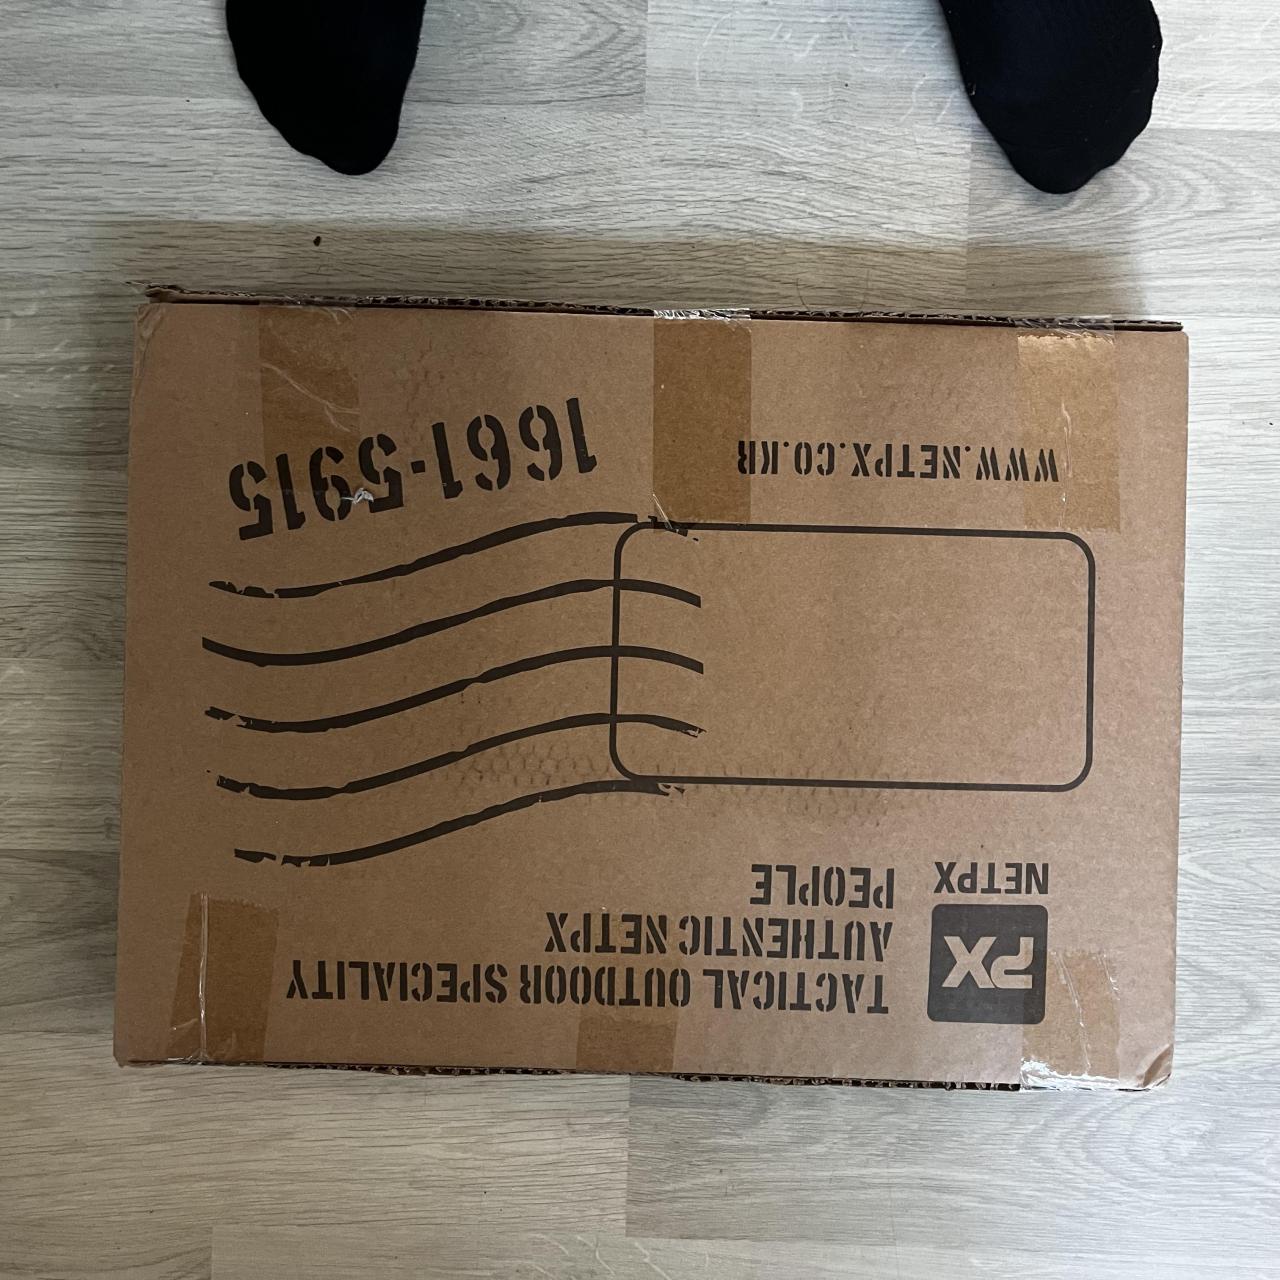 PX
NETPX
TACTICAL OUTDOOR SPECIALITY
AUTHENTIC NETPX
PEOPLE
WWW.NETPX.CO.KR
1661-5915